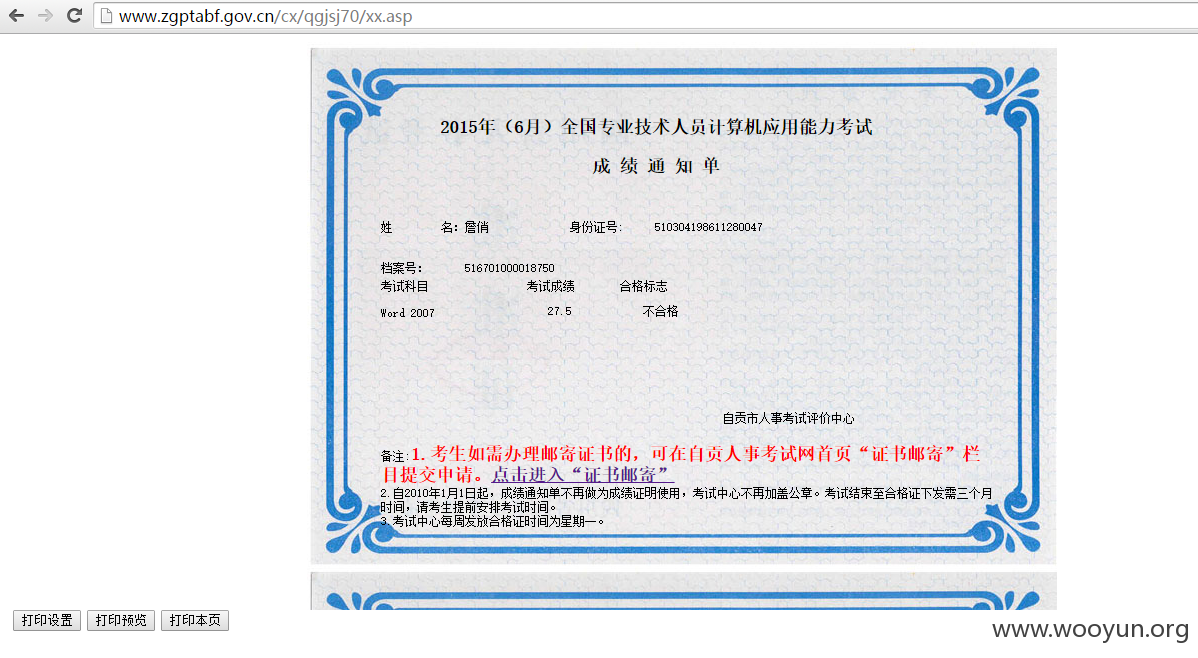 www.zgptabf.gov.cn/cx/qgjsj70/xx.asp
2015年（6月）全国专业技术人员计算机应用能力考试
成 绩 通 知 单
姓 名：詹俏 身份证号: 510304198611280047
档案号： 516701000018750
考试科目 考试成绩 合格标志
Word 2007 27.5 不合格
自贡市人事考试评价中心
备注:1.考生如需办理邮寄证书的，可在自贡人事考试网首页“证书邮寄”栏
目提交申请。点击进入“证书邮寄”
2.自2010年1月1日起，成绩通知单不再做为成绩证明使用，考试中心不再加盖公章。考试结束至合格证下发需三个月
时间，请考生提前安排考试时间。
3.考试中心每周发放合格证时间为星期一。
打印设置 打印预览 打印本页
www.wooyun.org